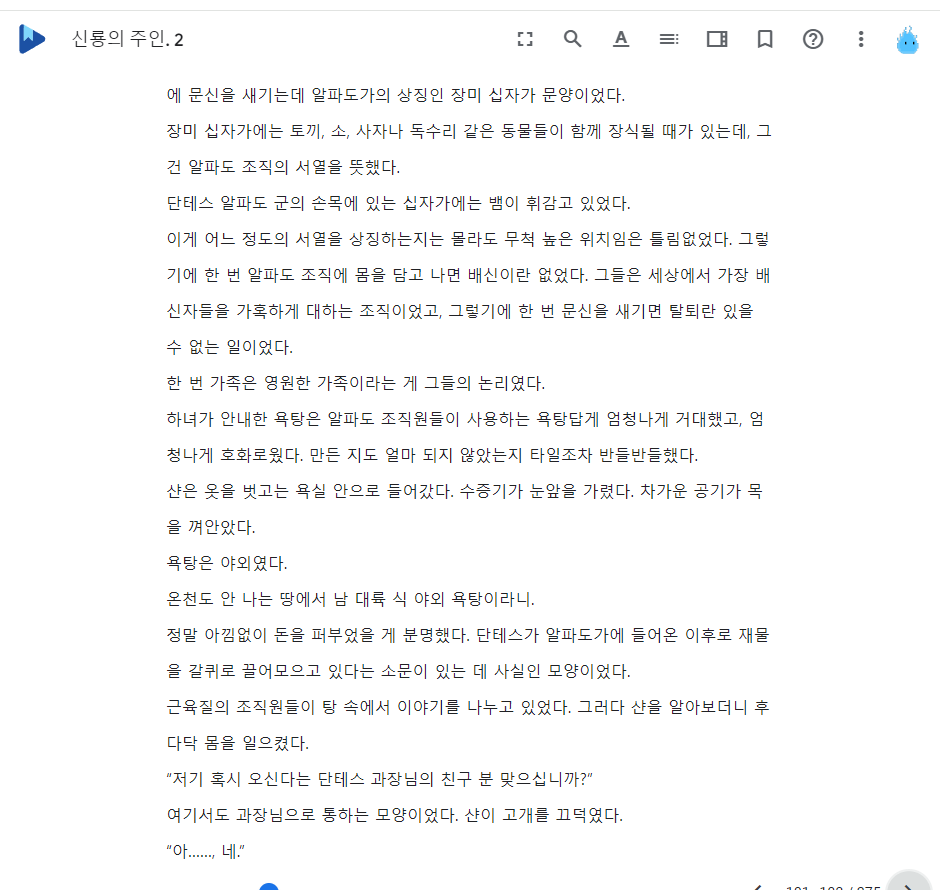 신룡의 주인. 2
에 문신을 새기는데 알파도가의 상징인 장미 십자가 문양이었다.
장미 십자가에는 토끼, 소, 사자나 독수리 같은 동물들이 함께 장식될 때가 있는데, 그
건 알파도 조직의 서열을 뜻했다.
단테스 알파도 군의 손목에 있는 십자가에는 뱀이 휘감고 있었다.
이게 어느 정도의 서열을 상징하는지는 몰라도 무척 높은 위치임은 틀림없었다. 그렇
기에 한 번 알파도 조직에 몸을 담고 나면 배신이란 없었다. 그들은 세상에서 가장 배
신자들을 가혹하게 대하는 조직이었고, 그렇기에 한 번 문신을 새기면 탈퇴란 있을
수 없는 일이었다.
한 번 가족은 영원한 가족이라는 게 그들의 논리였다.
하녀가 안내한 욕탕은 알파도 조직원들이 사용하는 욕탕답게 엄청나게 거대했고, 엄
청나게 호화로웠다. 만든 지도 얼마 되지 않았는지 타일조차 반들반들했다.
샨은 옷을 벗고는 욕실 안으로 들어갔다. 수증기가 눈앞을 가렸다. 차가운 공기가 목
을 껴안았다.
욕탕은 야외였다.
온천도 안 나는 땅에서 남 대륙 식 야외 욕탕이라니.
정말 아낌없이 돈을 퍼부었을 게 분명했다. 단테스가 알파도가에 들어온 이후로 재물
을 갈퀴로 끌어모으고 있다는 소문이 있는 데 사실인 모양이었다.
근육질의 조직원들이 탕 속에서 이야기를 나누고 있었다. 그러다 샨을 알아보더니 후
다닥 몸을 일으켰다.
“저기 혹시 오신다는 단테스 과장님의 친구 분 맞으십니까?”
여기서도 과장님으로 통하는 모양이었다. 샨이 고개를 끄덕였다.
“아......, 네.”